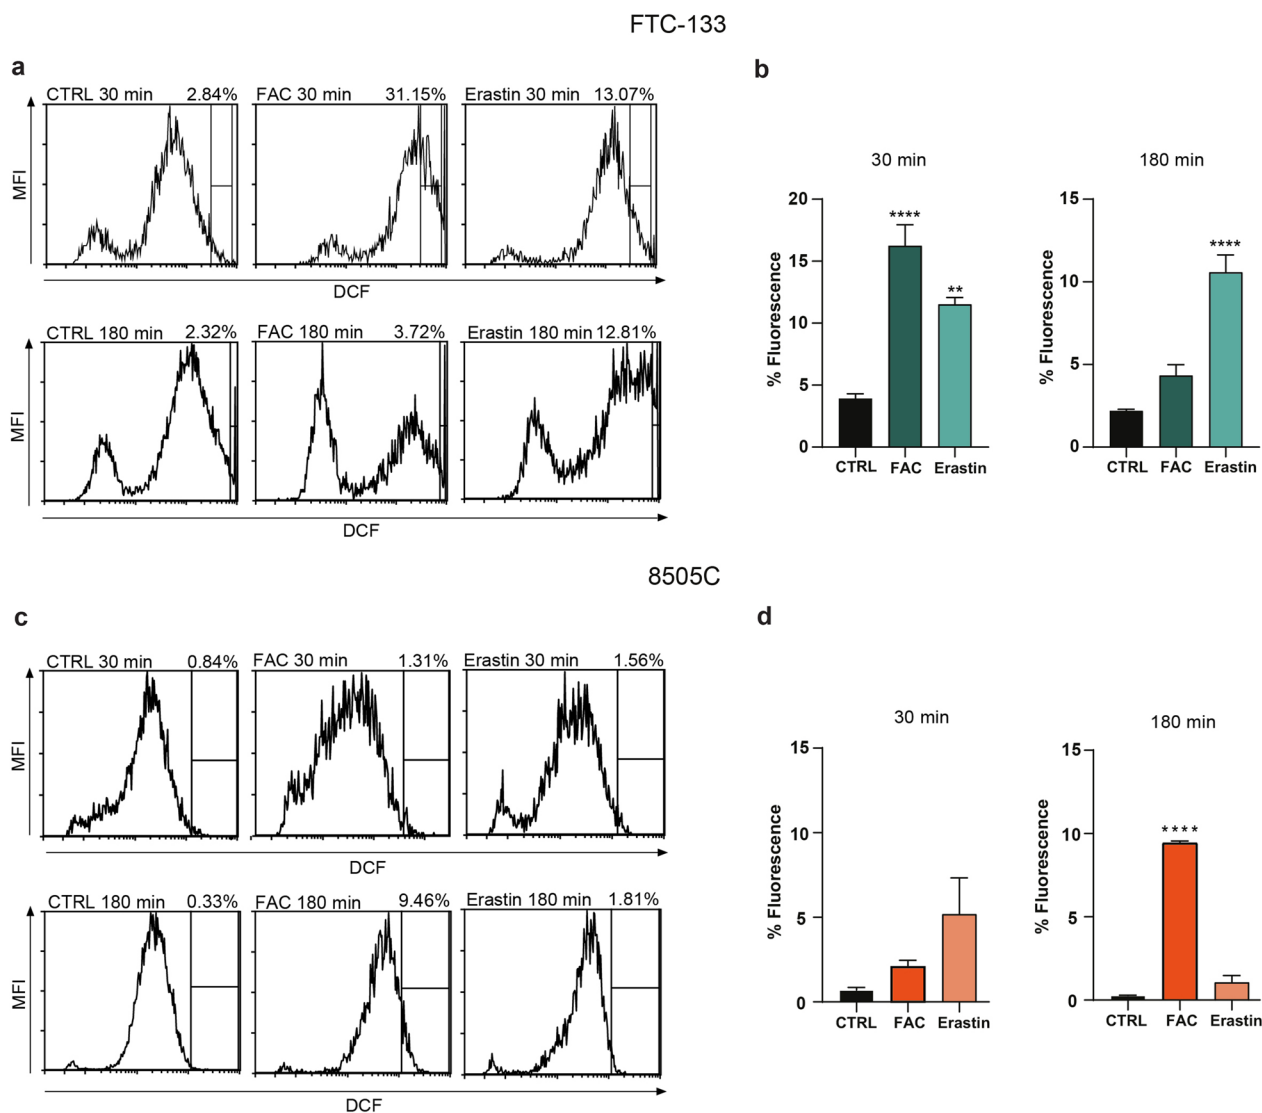 FTC-133
a
CTRL 30 min 2.84%
FAC 30 min 31.15%
Erastin 30 min 13.07%
MFI
DCF
CTRL 180 min 2.32%
FAC 180 min 3.72%
Erastin 180 min 12.81%
MFI
DCF
b
30 min
% Fluorescence
20
15
10
5
0
****
**
CTRL FAC Erastin
180 min
% Fluorescence
15
10
5
0
****
CTRL FAC Erastin
8505C
c
CTRL 30 min 0.84%
FAC 30 min 1.31%
Erastin 30 min 1.56%
MFI
DCF
CTRL 180 min 0.33%
FAC 180 min 9.46%
Erastin 180 min 1.81%
MFI
DCF
d
30 min
% Fluorescence
15
10
5
0
CTRL FAC Erastin
180 min
% Fluorescence
15
10
5
0
****
CTRL FAC Erastin